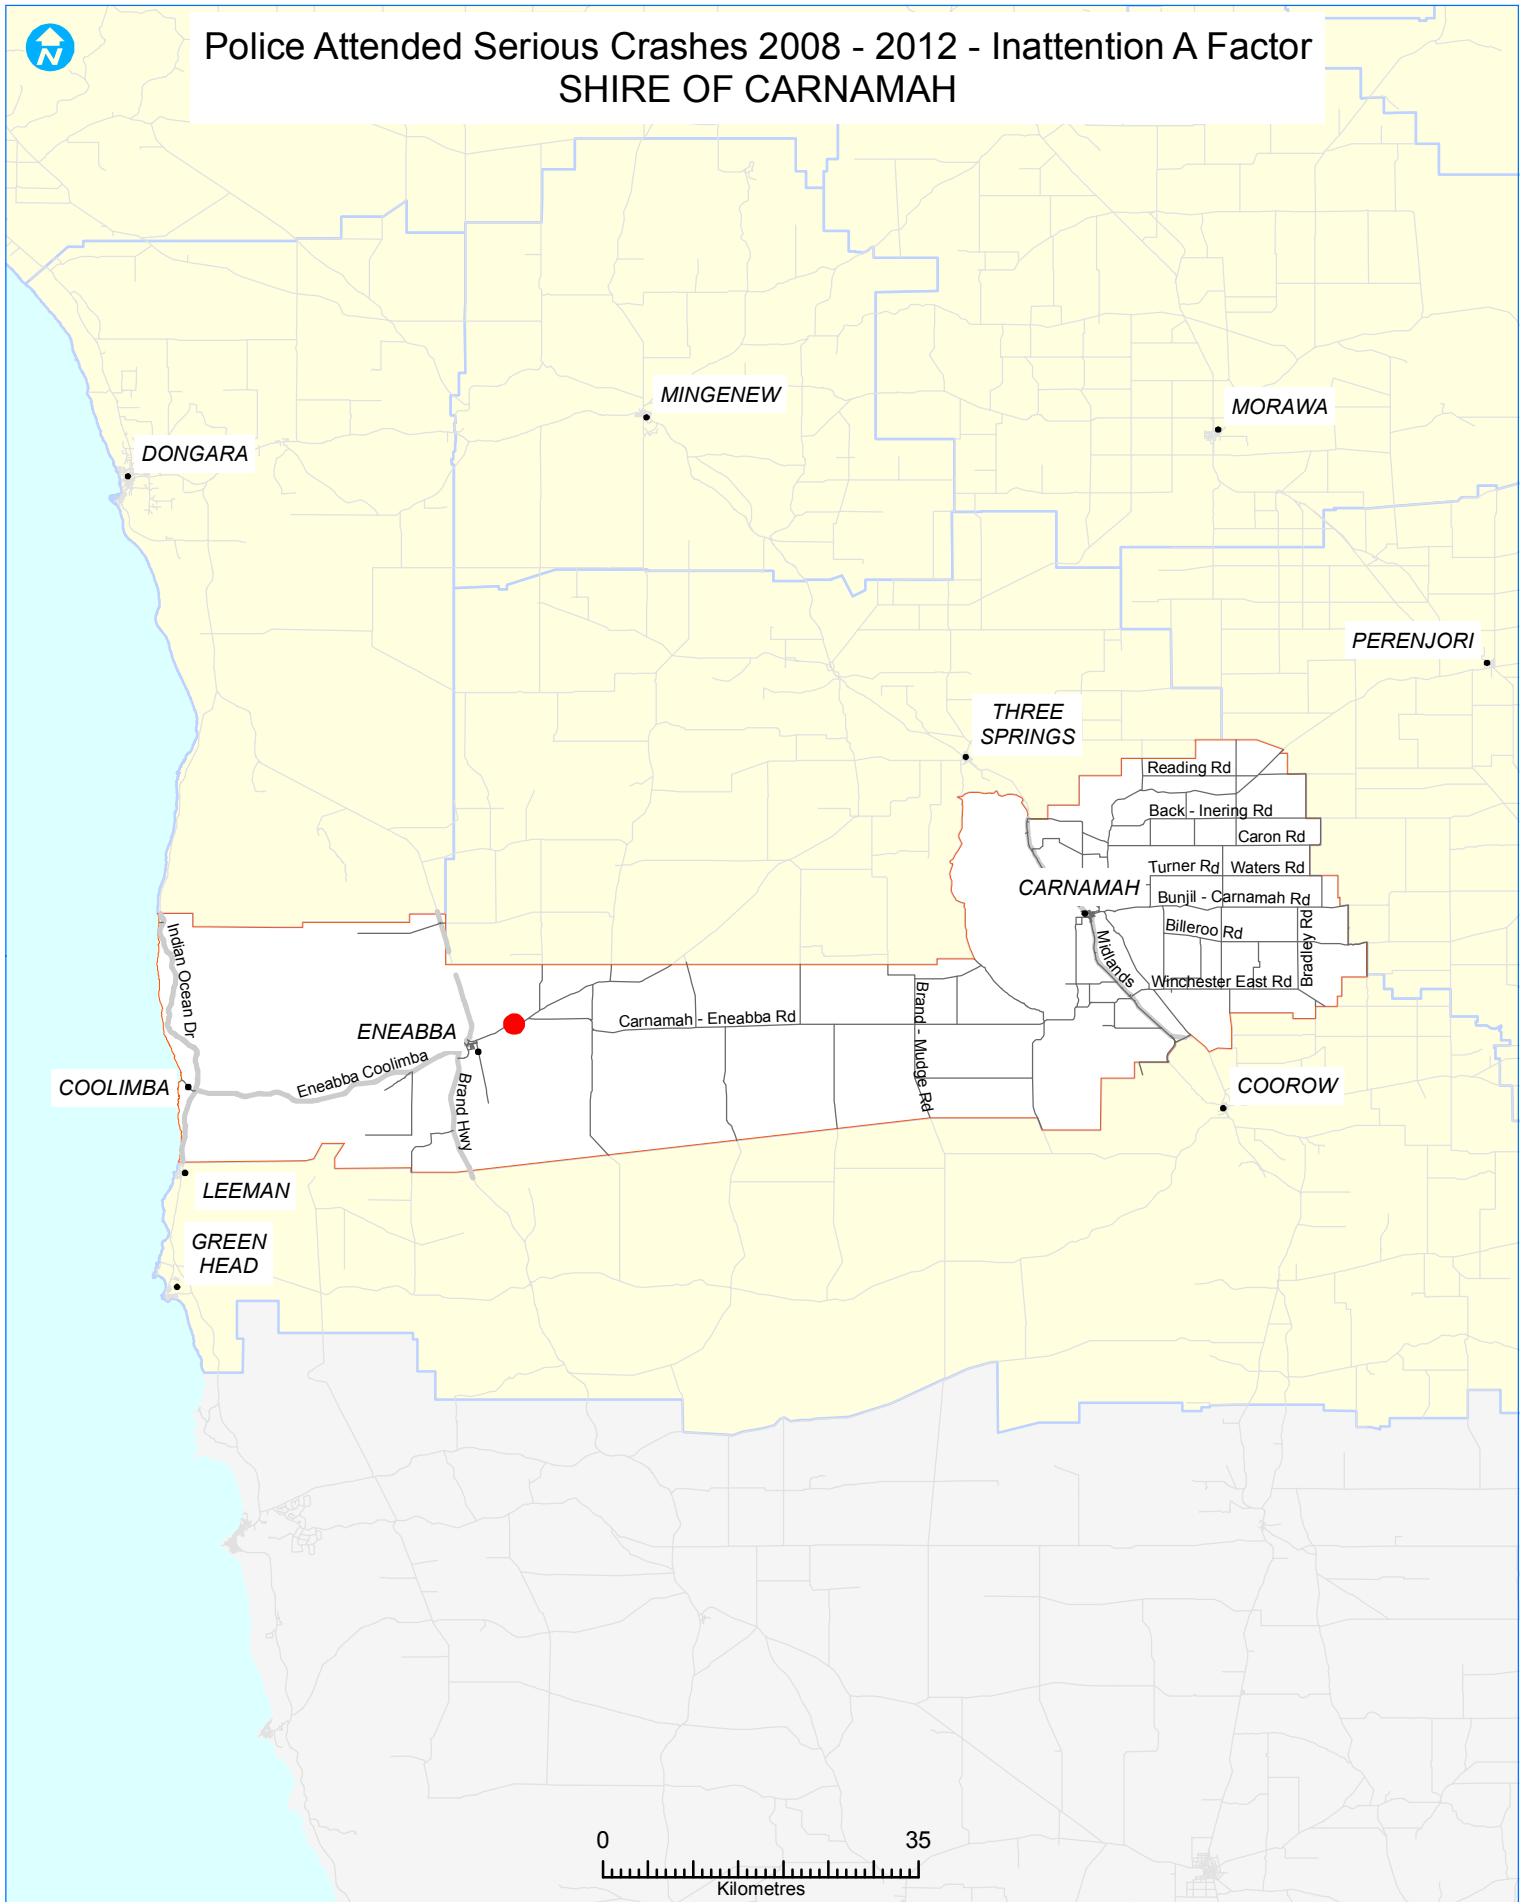 N
Police Attended Serious Crashes 2008 - 2012 - Inattention A Factor
SHIRE OF CARNAMAH
MINGENEW
MORAWA
DONGARA
PERENJORI
THREE
SPRINGS
Reading Rd
Back - Inering Rd
Caron Rd
Turner Rd
Waters Rd
CARNAMAH
Bunjil - Carnamah Rd
Billeroo Rd
Bradley Rd
Midlands
Winchester East Rd
Indian Ocean Dr
Brand - Mudge Rd
Carnamah - Eneabba Rd
ENEABBA
Eneabba Coolimba
Brand Hwy
COOLIMBA
COOROW
LEEMAN
GREEN
HEAD
0 35
Kilometres